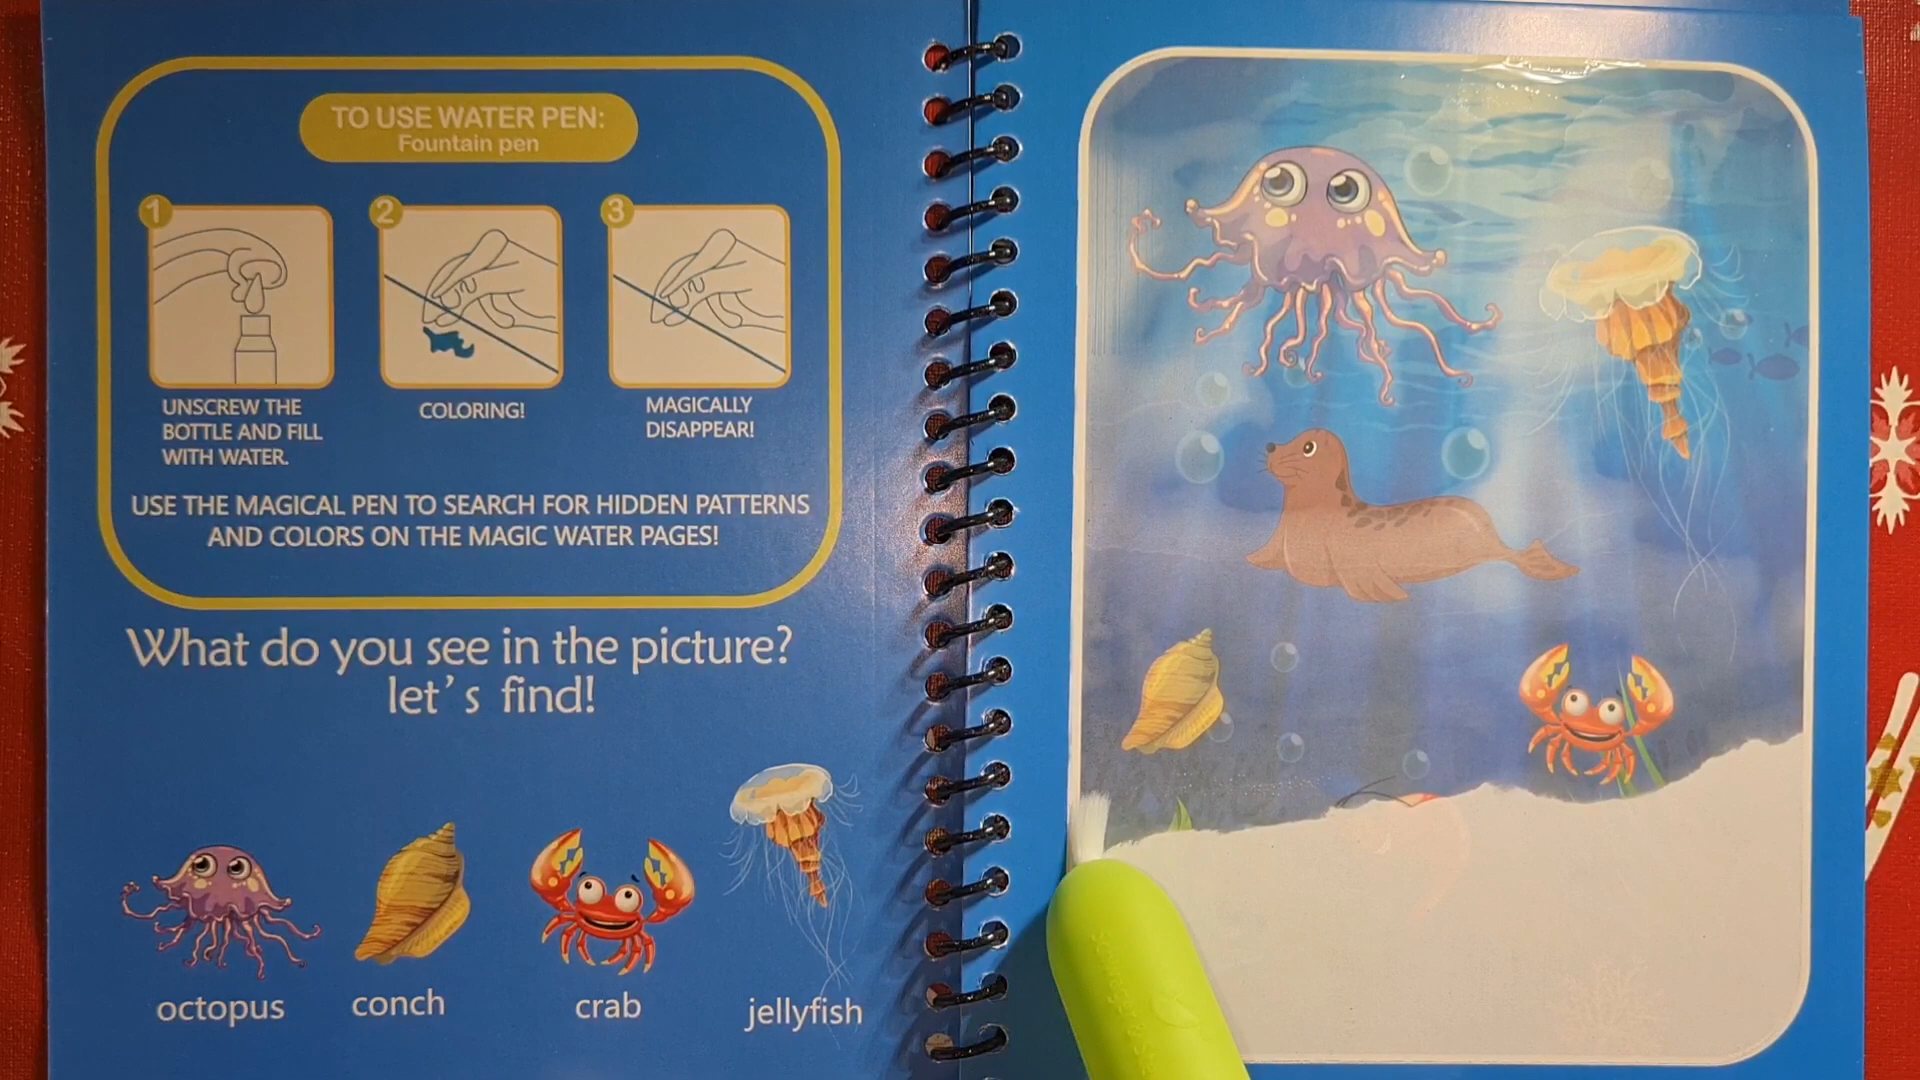 TO USE WATER PEN:
Fountain pen
1
2
3
UNSCREW THE
BOTTLE AND FILL
WITH WATER.
COLORING!
MAGICALLY
DISAPPEAR!
USE THE MAGICAL PEN TO SEARCH FOR HIDDEN PATTERNS
AND COLORS ON THE MAGIC WATER PAGES!
What do you see in the picture?
let's find!
octopus
conch
crab
jellyfish